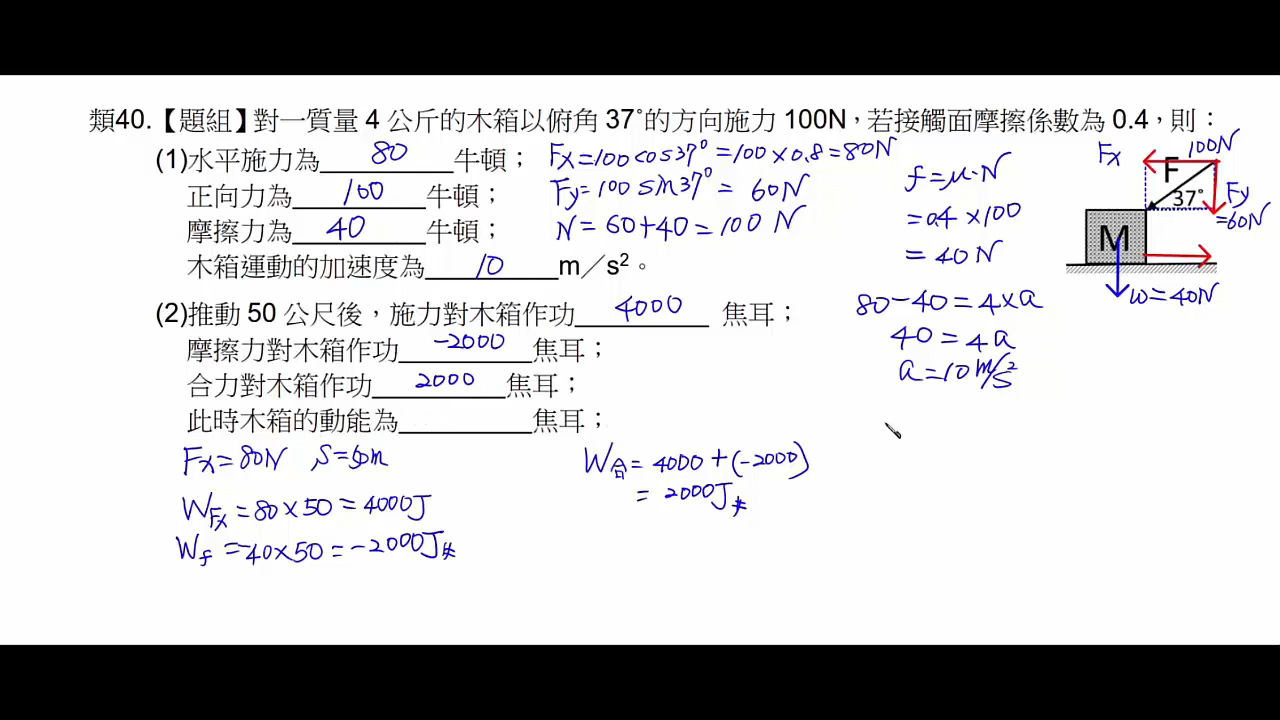 類40.【題組】對一質量 4 公斤的木箱以俯角 37°的方向施力 100N，若接觸面摩擦係數為 0.4，則：
(1)水平施力為 80 牛頓； Fx=100cos37°=100×0.8=80N
正向力為 100 牛頓； Fy=100sin37°= 60N
摩擦力為 40 牛頓； N=60+40=100 N
木箱運動的加速度為 10 m／s²。
f=μ·N
=0.4×100
= 40N
Fx 100N
F
37°
Fy
=60N
M
W=40N
(2)推動 50 公尺後，施力對木箱作功 4000 焦耳；
摩擦力對木箱作功 -2000 焦耳；
合力對木箱作功 2000 焦耳；
此時木箱的動能為 焦耳；
80-40=4×a
40=4a
a=10m/s²
Fx=80N S=50m
W_Fx=80×50=4000J
W_f=-40×50=-2000J#
W合=4000+(-2000)
= 2000J#